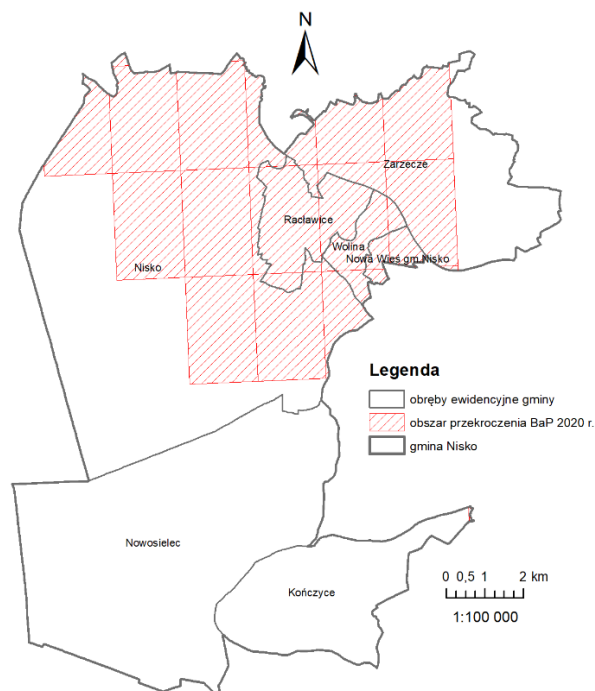 N
Zarzecze
Racławice
Wolina
Nowa Wieś gm.Nisko
Nisko
Legenda
obręby ewidencyjne gminy
obszar przekroczenia BaP 2020 r.
gmina Nisko
Nowosielec
Kończyce
0 0,5 1 2 km
1:100 000